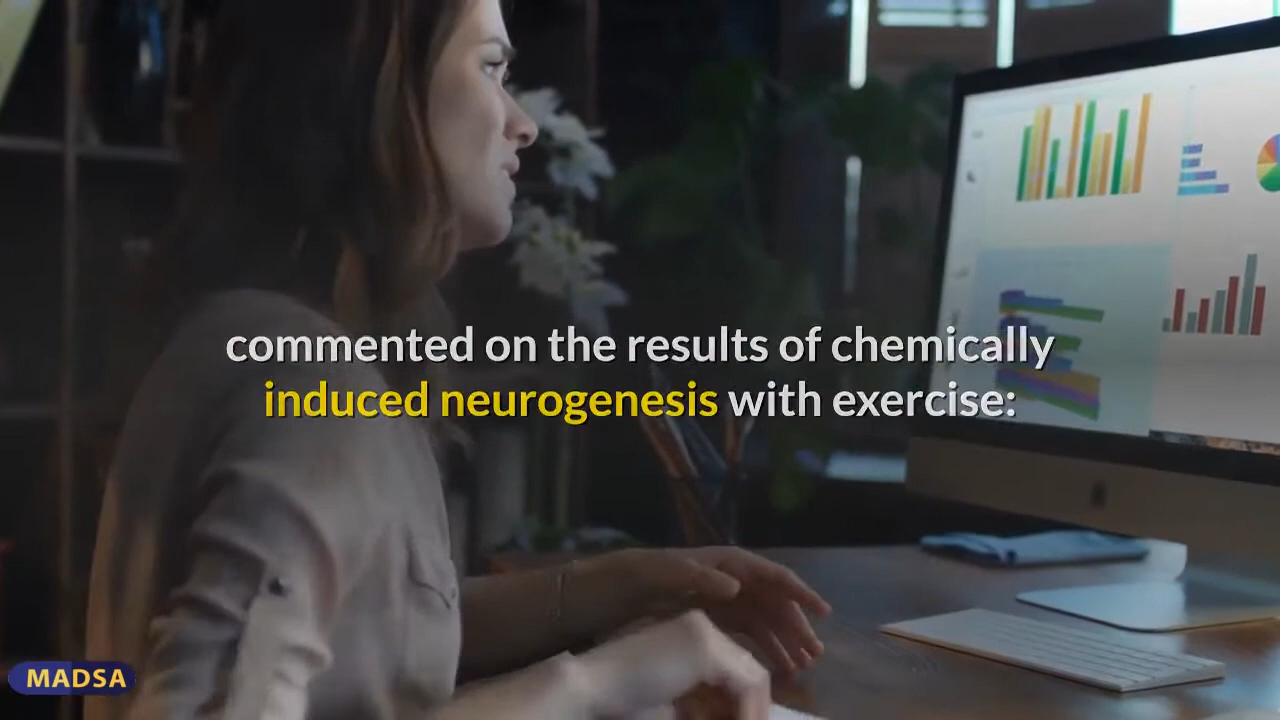 commented on the results of chemically
induced neurogenesis with exercise:
MADSA